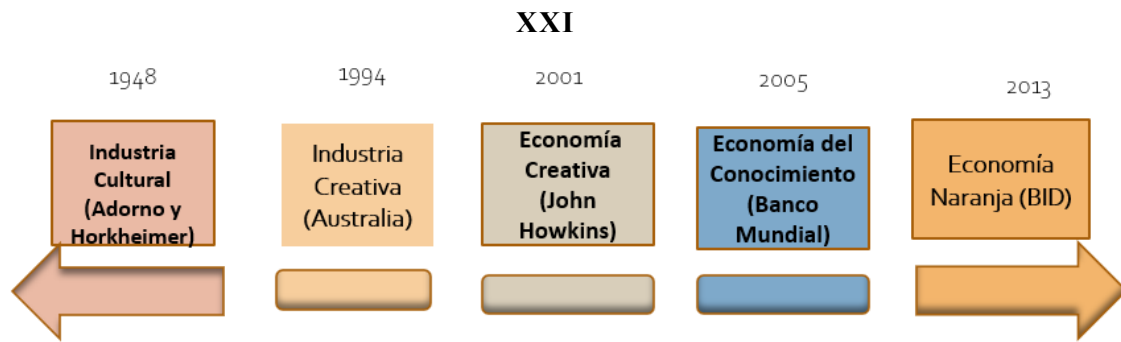 XXI
1948
1994
2001
2005
2013
Industria
Cultural
(Adorno y
Horkheimer)
Industria
Creativa
(Australia)
Economía
Creativa
(John
Howkins)
Economía del
Conocimiento
(Banco
Mundial)
Economía
Naranja (BID)